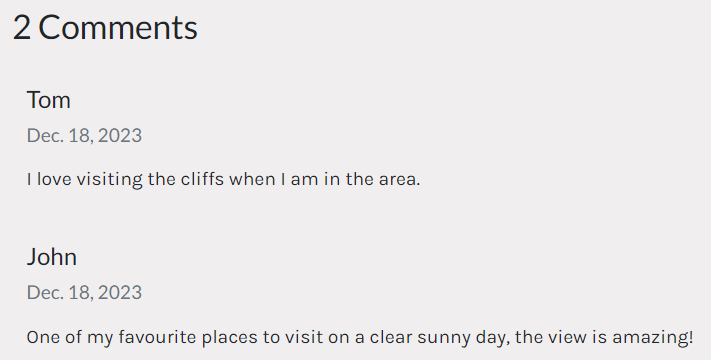 2 Comments
Tom
Dec. 18, 2023
I love visiting the cliffs when I am in the area.
John
Dec. 18, 2023
One of my favourite places to visit on a clear sunny day, the view is amazing!